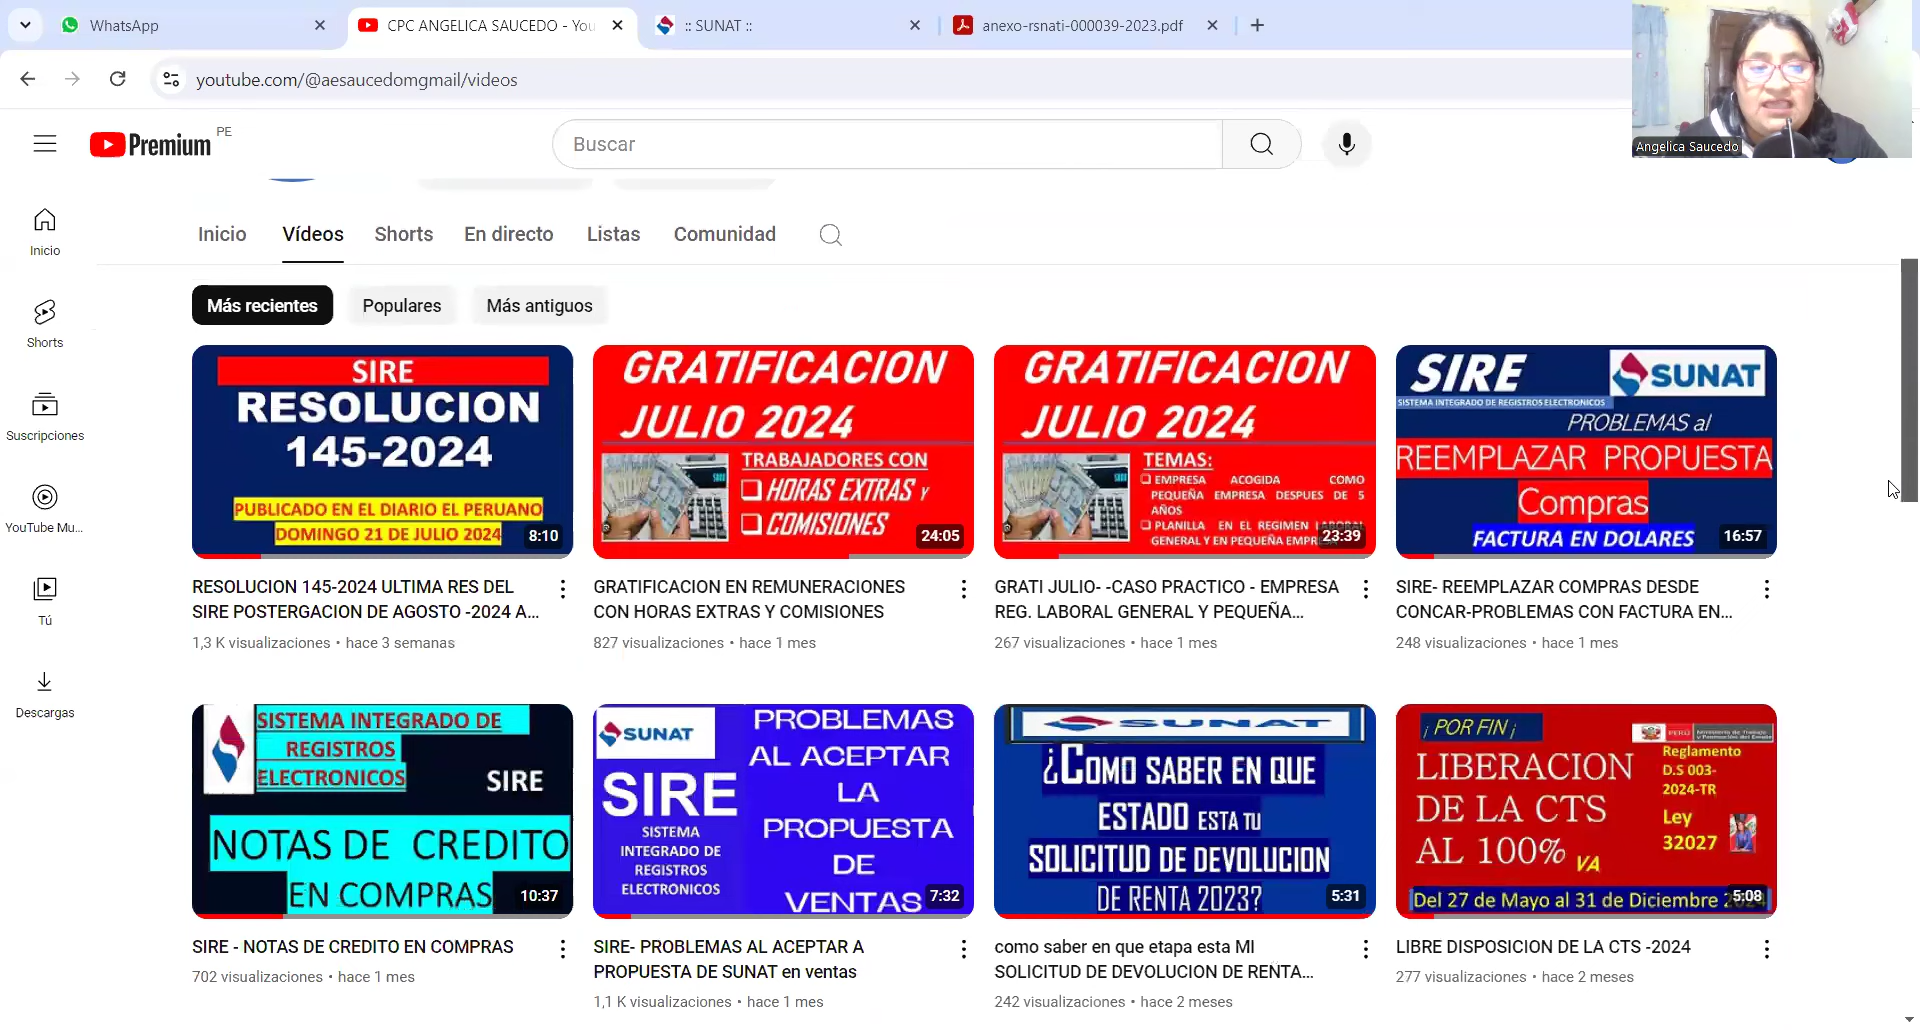 WhatsApp
CPC ANGELICA SAUCEDO - You
:: SUNAT ::
anexo-rsnati-000039-2023.pdf
youtube.com/@aesaucedomgmail/videos
Angelica Saucedo
Premium
PE
Buscar
Inicio
Vídeos
Shorts
En directo
Listas
Comunidad
Inicio
Shorts
Suscripciones
YouTube Mu...
Tú
Descargas
Más recientes
Populares
Más antiguos
SIRE
RESOLUCION
145-2024
PUBLICADO EN EL DIARIO EL PERUANO
DOMINGO 21 DE JULIO 2024
8:10
RESOLUCION 145-2024 ULTIMA RES DEL
SIRE POSTERGACION DE AGOSTO -2024 A...
1,3 K visualizaciones • hace 3 semanas
GRATIFICACION
JULIO 2024
TRABAJADORES CON
HORAS EXTRAS Y
COMISIONES
24:05
GRATIFICACION EN REMUNERACIONES
CON HORAS EXTRAS Y COMISIONES
827 visualizaciones • hace 1 mes
GRATIFICACION
JULIO 2024
TEMAS:
EMPRESA ACOGIDA COMO
PEQUEÑA EMPRESA DESPUES DE 5
AÑOS
PLANILLA EN EL REGIMEN LABORAL
GENERAL Y EN PEQUEÑA EMPRE
23:39
GRATI JULIO- -CASO PRACTICO - EMPRESA
REG. LABORAL GENERAL Y PEQUEÑA...
267 visualizaciones • hace 1 mes
SIRE
SUNAT
SISTEMA INTEGRADO DE REGISTROS ELECTRONICOS
PROBLEMAS al
REEMPLAZAR PROPUESTA
Compras
FACTURA EN DOLARES
16:57
SIRE- REEMPLAZAR COMPRAS DESDE
CONCAR-PROBLEMAS CON FACTURA EN...
248 visualizaciones • hace 1 mes
SISTEMA INTEGRADO DE
REGISTROS
ELECTRONICOS
SIRE
NOTAS DE CREDITO
EN COMPRAS
10:37
SIRE - NOTAS DE CREDITO EN COMPRAS
702 visualizaciones • hace 1 mes
SUNAT
SIRE
SISTEMA
INTEGRADO DE
REGISTROS
ELECTRONICOS
PROBLEMAS
AL ACEPTAR
LA
PROPUESTA
DE
VENTAS
7:32
SIRE- PROBLEMAS AL ACEPTAR A
PROPUESTA DE SUNAT en ventas
1,1 K visualizaciones • hace 1 mes
SUNAT
¿COMO SABER EN QUE
ESTADO ESTA TU
SOLICITUD DE DEVOLUCION
DE RENTA 2023?
5:31
como saber en que etapa esta MI
SOLICITUD DE DEVOLUCION DE RENTA...
242 visualizaciones • hace 2 meses
¡ POR FIN ¡
PERÚ
LIBERACION
DE LA CTS
AL 100% VA
Reglamento
D.S 003-
2024-TR
Ley
32027
Del 27 de Mayo al 31 de Diciembre
5:08
LIBRE DISPOSICION DE LA CTS -2024
277 visualizaciones • hace 2 meses